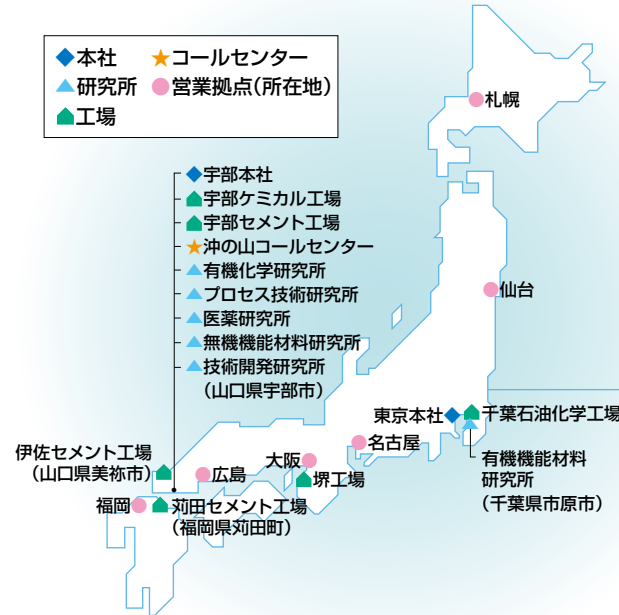 本社
コールセンター
研究所
営業拠点(所在地)
工場
札幌
宇部本社
宇部ケミカル工場
宇部セメント工場
沖の山コールセンター
有機化学研究所
プロセス技術研究所
医薬研究所
無機機能材料研究所
技術開発研究所
(山口県宇部市)
仙台
東京本社
千葉石油化学工場
名古屋
有機機能材料
研究所
(千葉県市原市)
伊佐セメント工場
(山口県美祢市)
広島
大阪
堺工場
福岡
苅田セメント工場
(福岡県苅田町)